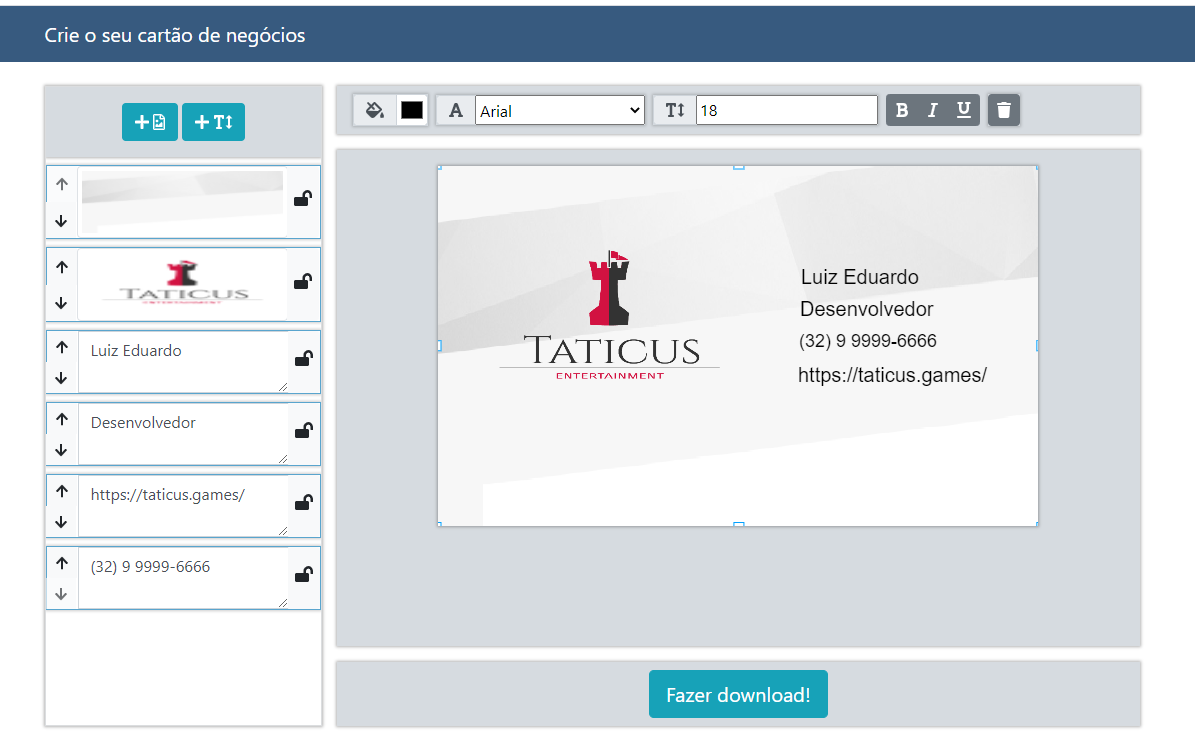 Crie o seu cartão de negócios
Arial
18
B I U
TATICUS
ENTERTAINMENT
Luiz Eduardo
Desenvolvedor
https://taticus.games/
(32) 9 9999-6666
TATICUS
ENTERTAINMENT
Luiz Eduardo
Desenvolvedor
(32) 9 9999-6666
https://taticus.games/
Fazer download!